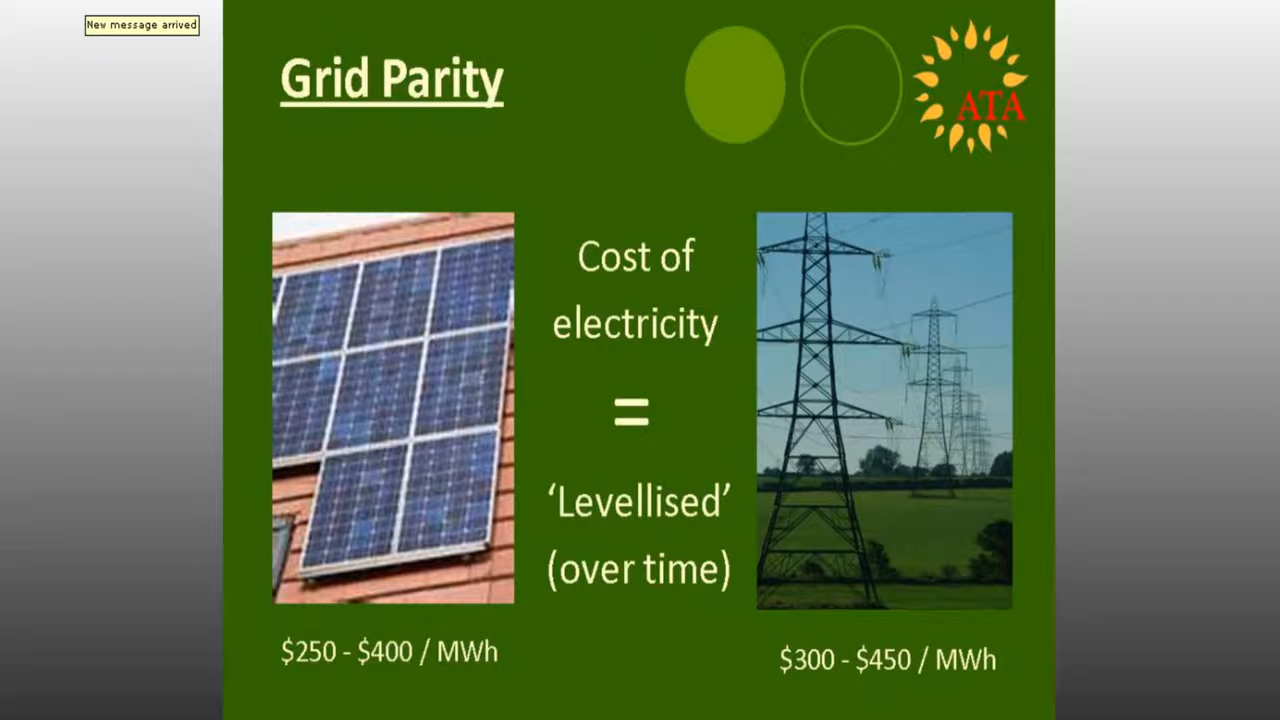 New message arrived
Grid Parity
ATA
Cost of
electricity
=
‘Levellised’
(over time)
$250 - $400 / MWh
$300 - $450 / MWh